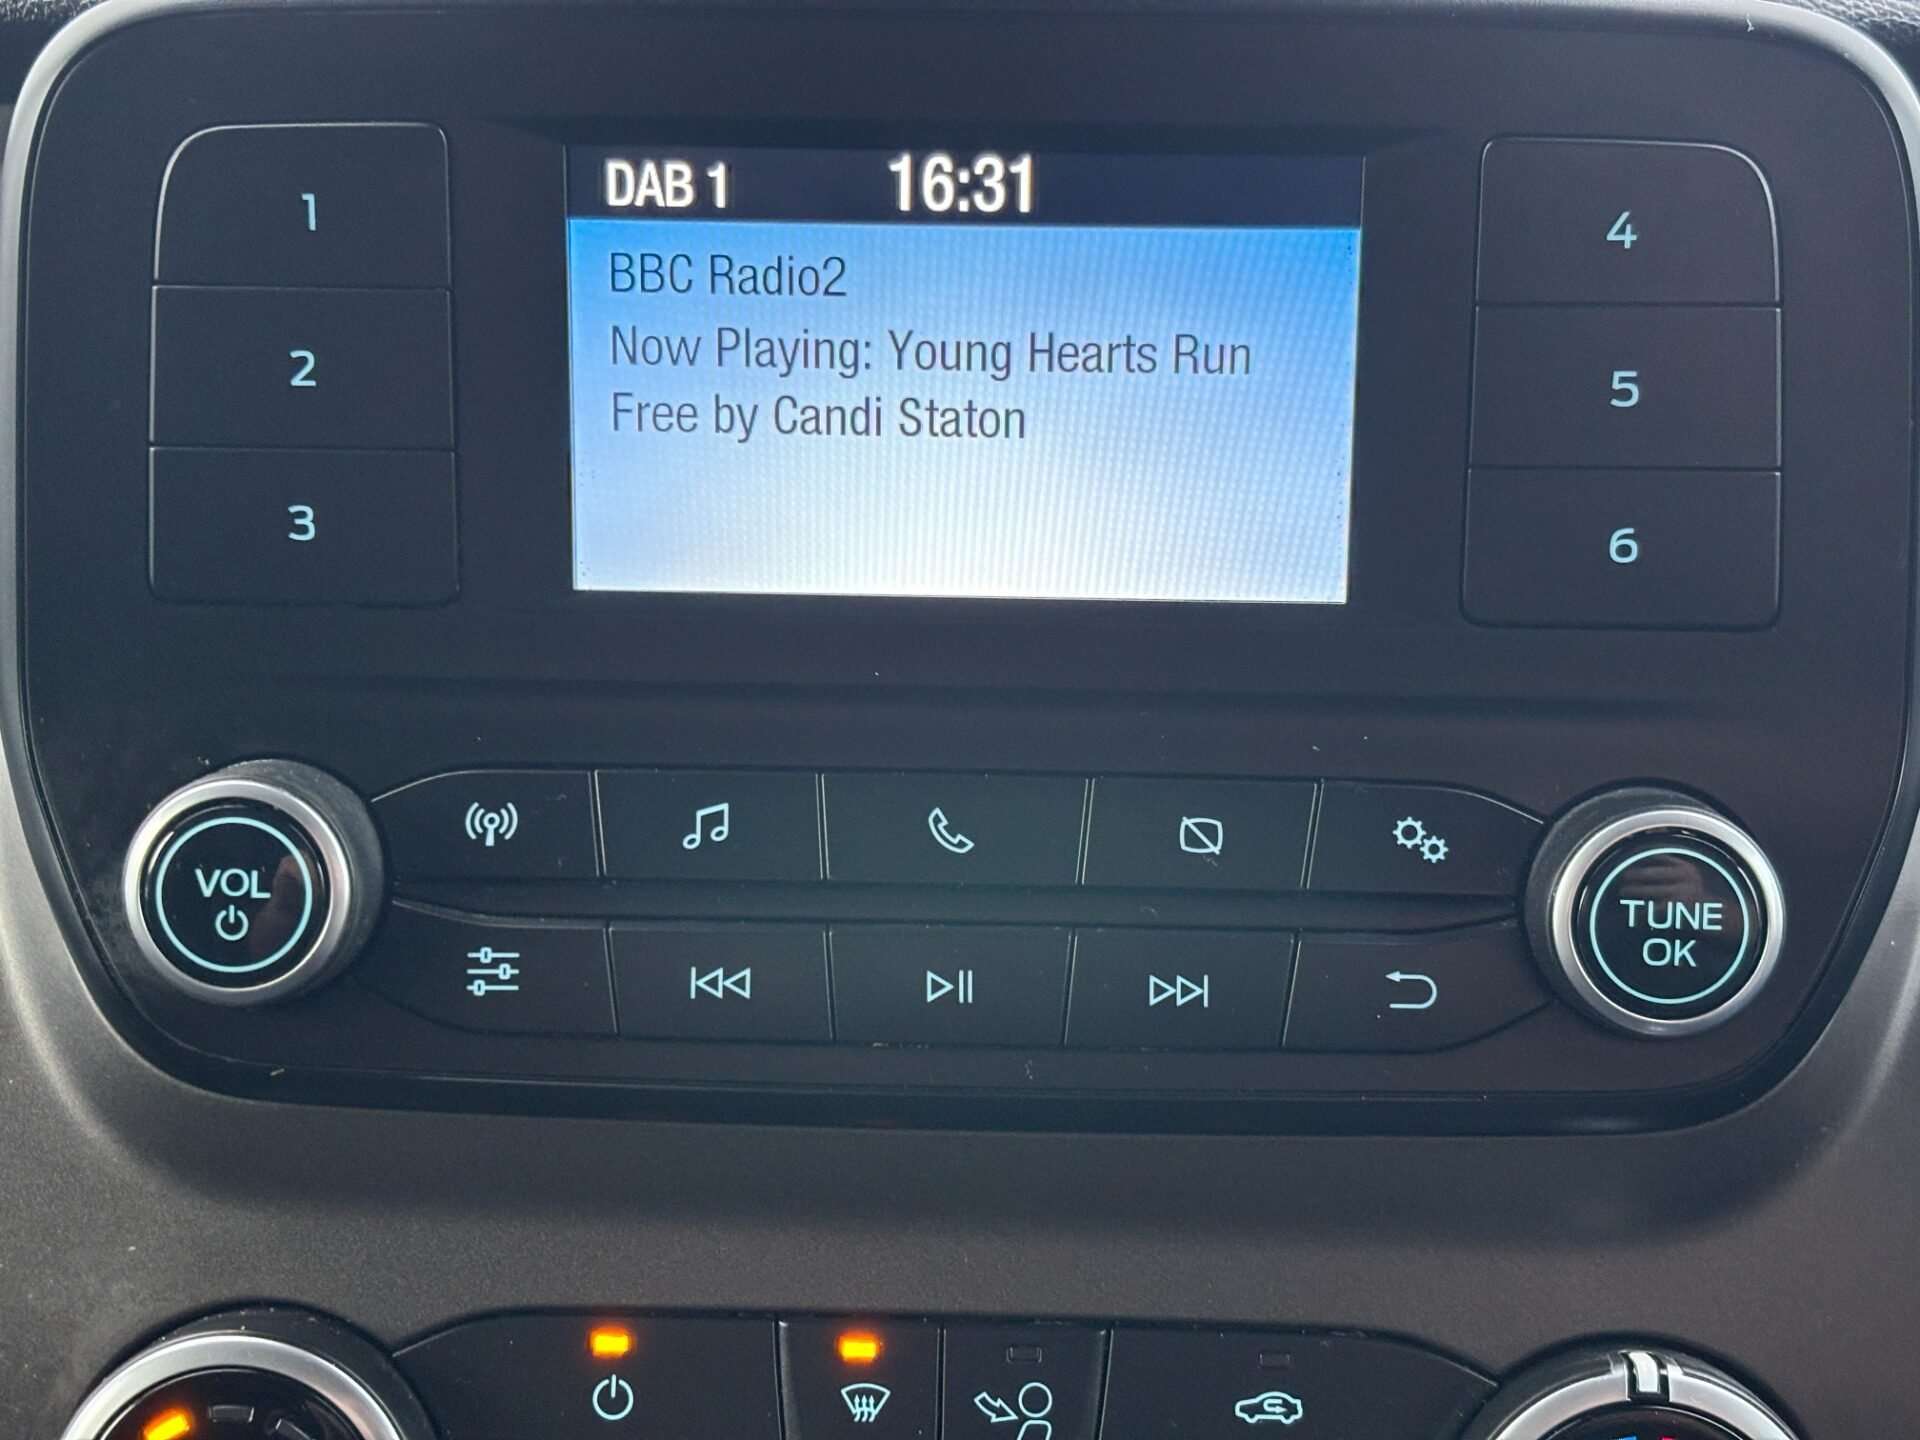 DAB 1 16:31
BBC Radio2
Now Playing: Young Hearts Run
Free by Candi Staton
1
2
3
4
5
6
VOL
TUNE
OK